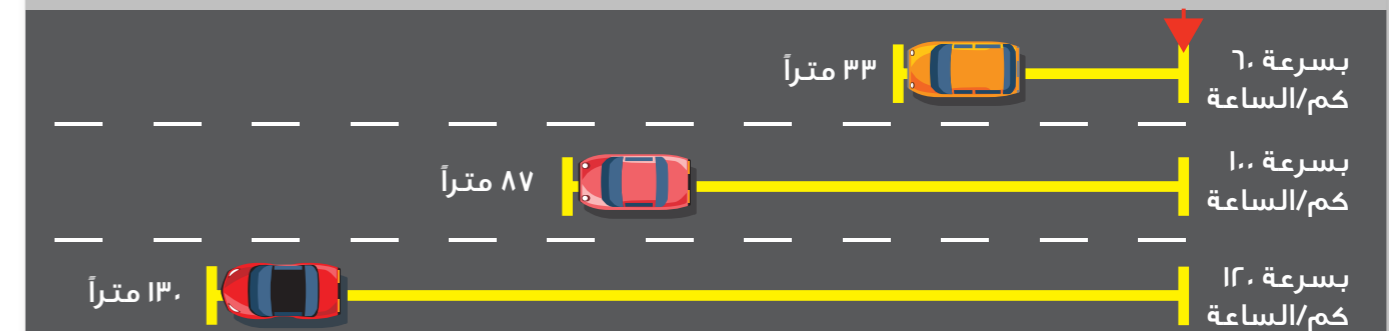 بسرعة ٦٠
كم/الساعة
٣٣ متراً
بسرعة ١٠٠
كم/الساعة
٨٧ متراً
بسرعة ١٢٠
كم/الساعة
١٣٠ متراً